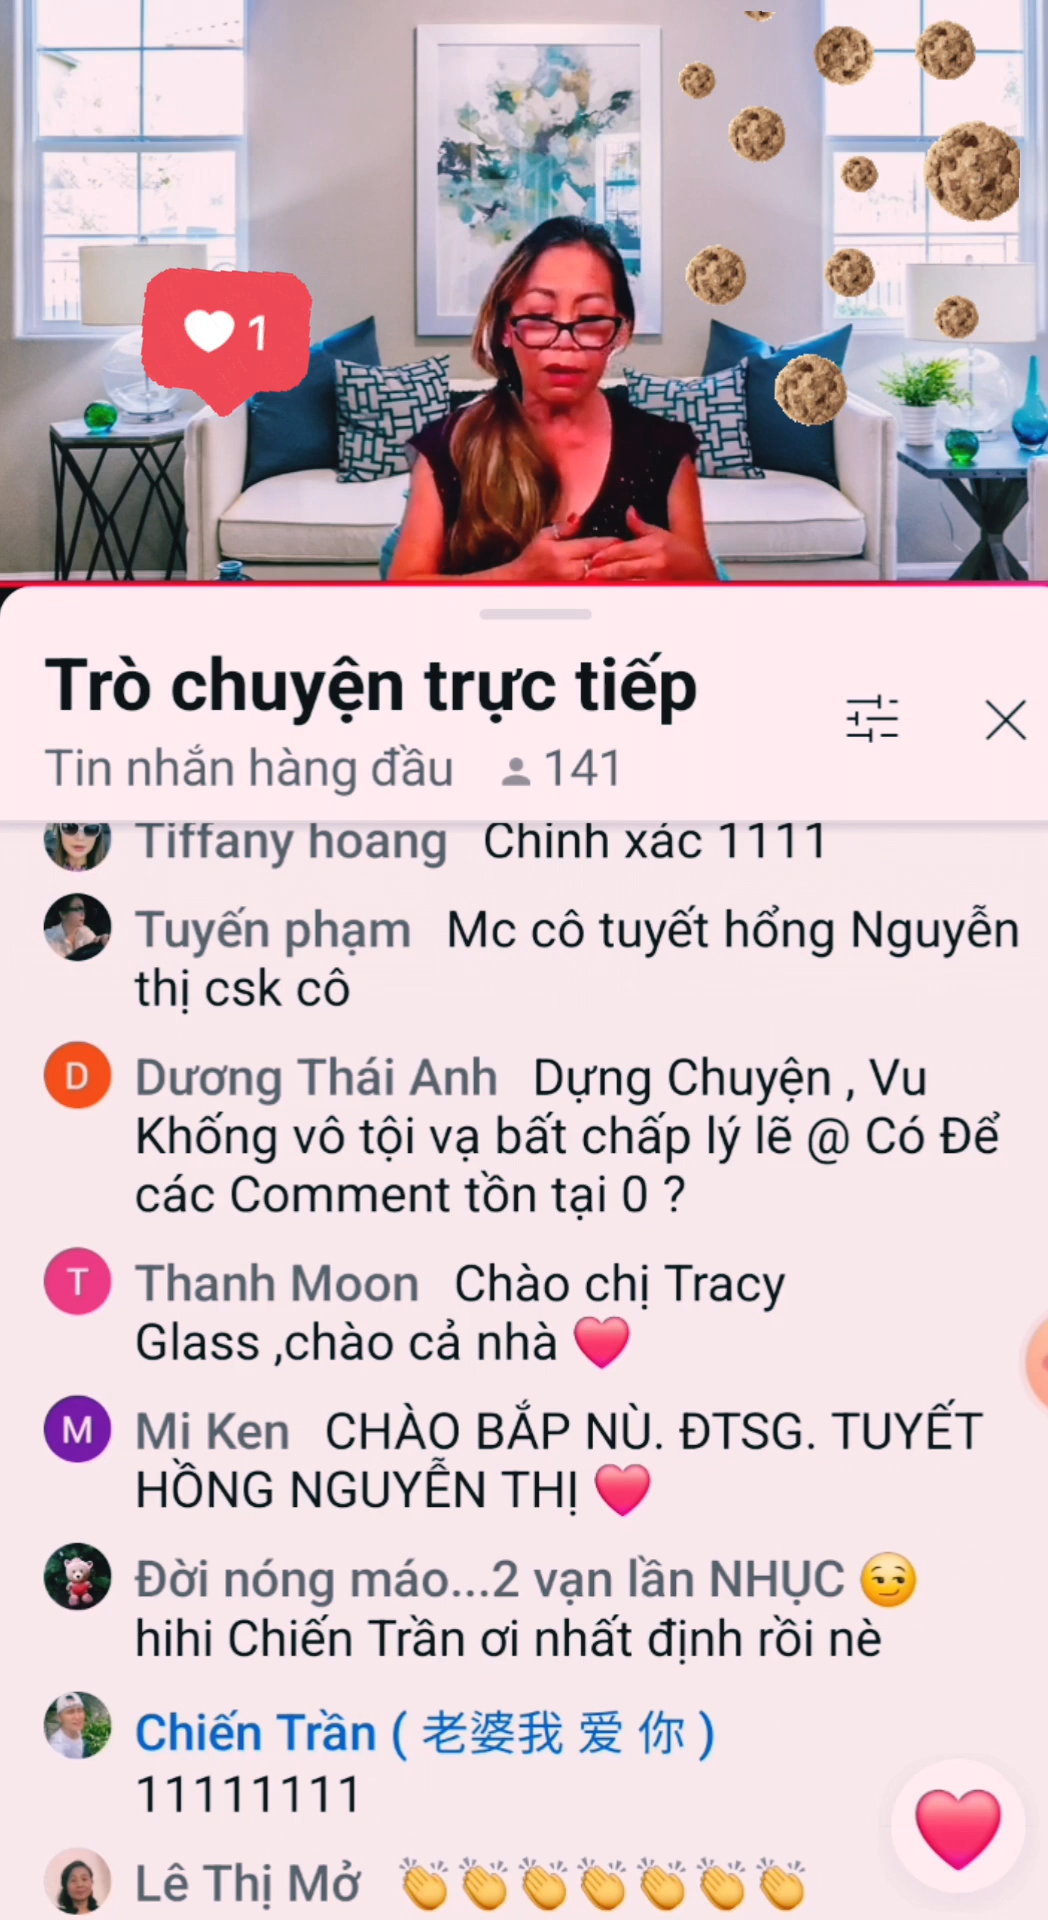 1
Trò chuyện trực tiếp
Tin nhắn hàng đầu 141
Tiffany hoang Chinh xác 1111
Tuyến phạm Mc cô tuyết hổng Nguyễn
thị csk cô
D Dương Thái Anh Dựng Chuyện , Vu
Khống vô tội vạ bất chấp lý lẽ @ Có Để
các Comment tồn tại 0 ?
T Thanh Moon Chào chị Tracy
Glass ,chào cả nhà ❤️
M Mi Ken CHÀO BẮP NÙ. ĐTSG. TUYẾT
HỒNG NGUYỄN THỊ ❤️
Đời nóng máo...2 vạn lần NHỤC 😏
hihi Chiến Trần ơi nhất định rồi nè
Chiến Trần ( 老婆我 爱 你 )
11111111
Lê Thị Mở 👏👏👏👏👏👏👏